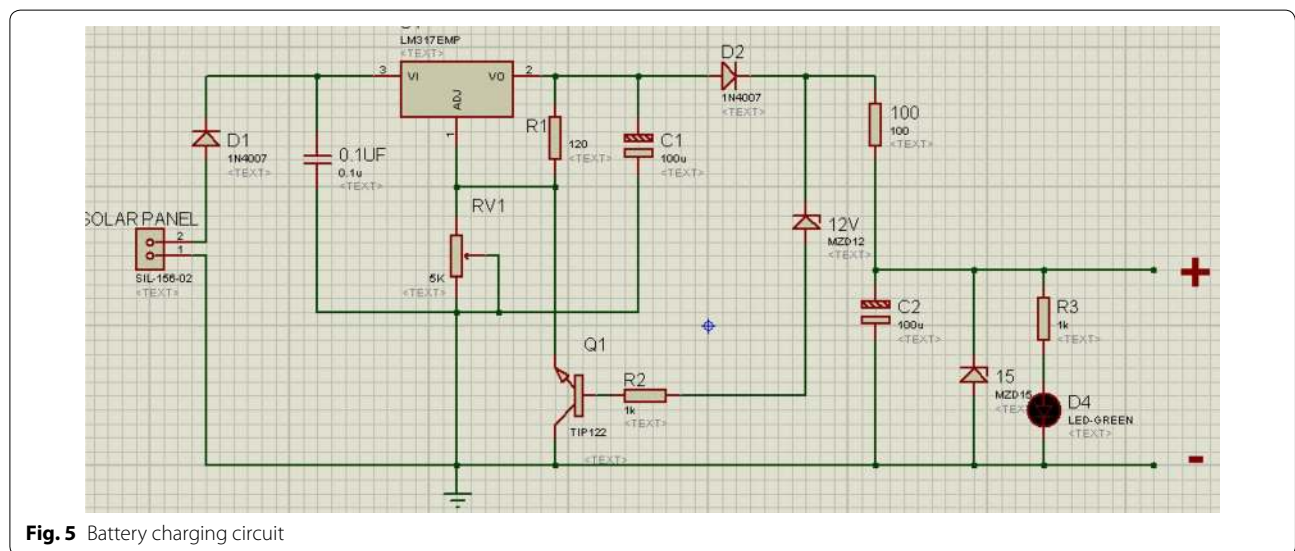 LM317EMP
<TEXT>
3
VI
VO
2
ADJ
1
D1
1N4007
<TEXT>
0.1UF
0.1u
<TEXT>
R1
120
<TEXT>
C1
100u
<TEXT>
D2
1N4007
<TEXT>
100
100
<TEXT>
SOLAR PANEL
2
1
SIL-156-02
<TEXT>
RV1
5K
<TEXT>
12V
MZD12
<TEXT>
+
C2
100u
<TEXT>
R3
1k
<TEXT>
Q1
TIP122
<TEXT>
R2
1k
<TEXT>
15
MZD15
<TEXT>
D4
LED-GREEN
<TEXT>
-
Fig. 5 Battery charging circuit